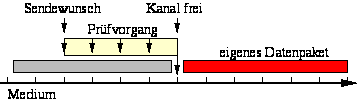 Sendewunsch Kanal frei
Prüfvorgang
eigenes Datenpaket
Medium